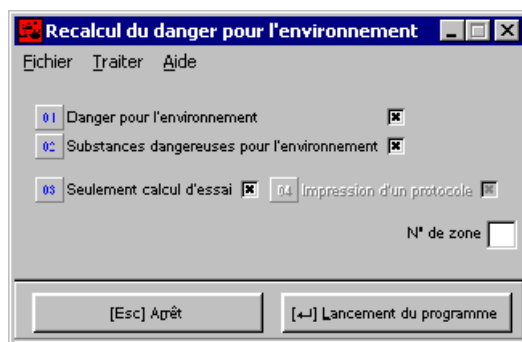 Recalcul du danger pour l'environnement
Fichier Traiter Aide
01 Danger pour l'environnement
02 Substances dangereuses pour l'environnement
03 Seulement calcul d'essai 04 Impression d'un protocole
N° de zone
[Esc] Arrêt [↵] Lancement du programme